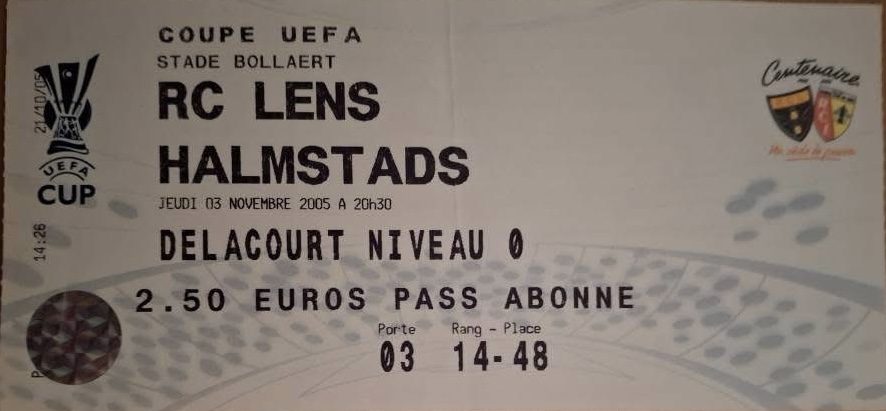 COUPE UEFA
STADE BOLLAERT
RC LENS
HALMSTADS
JEUDI 03 NOVEMBRE 2005 A 20h30
DELACOURT NIVEAU 0
2.50 EUROS PASS ABONNE
Porte Rang - Place
03 14-48
21/10/05
14:26
P
UEFA
CUP
Centenaire